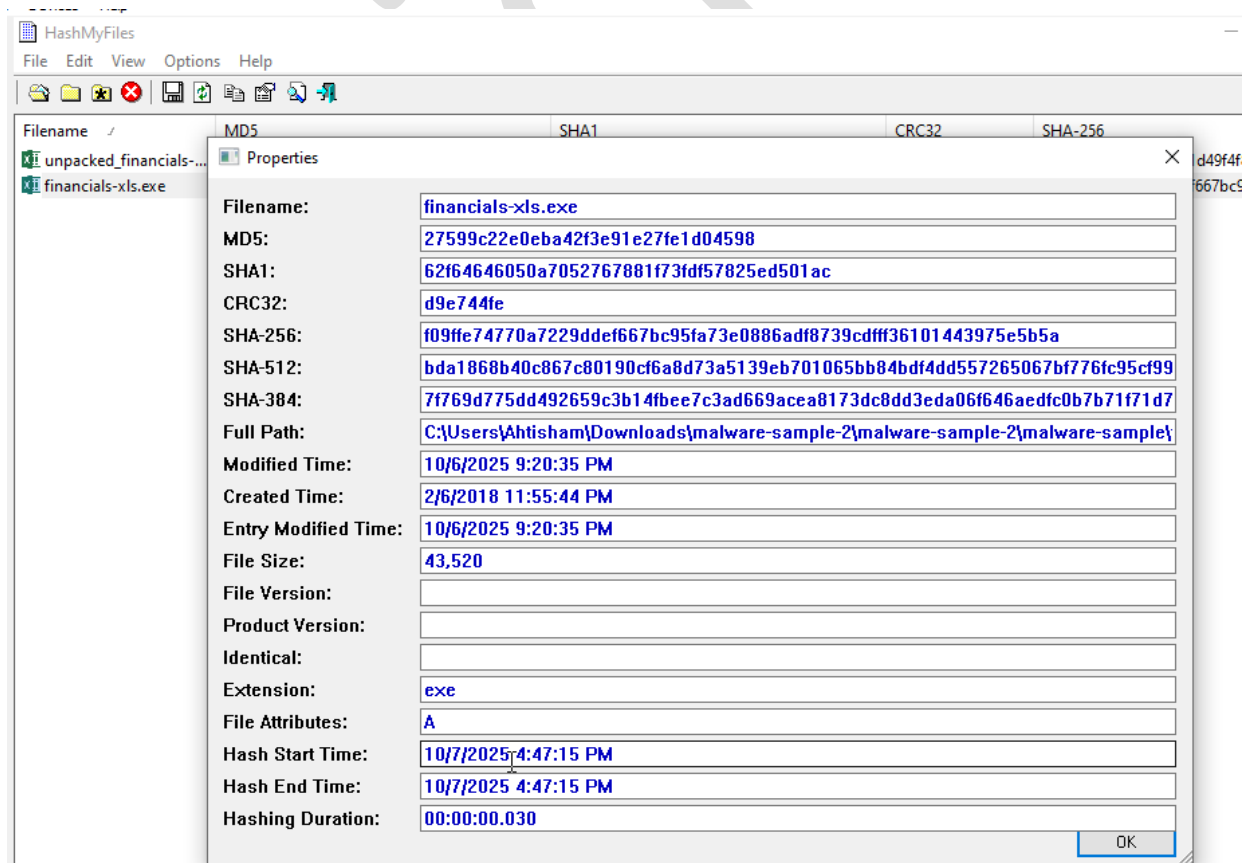 HashMyFiles
File Edit View Options Help
Filename MD5 SHA1 CRC32 SHA-256
unpacked_financials-... d49f4f
financials-xls.exe f667bc9
Properties
Filename: financials-xls.exe
MD5: 27599c22e0eba42f3e91e27fe1d04598
SHA1: 62f64646050a7052767881f73fdf57825ed501ac
CRC32: d9e744fe
SHA-256: f09ffe74770a7229ddef667bc95fa73e0886adf8739cdfff36101443975e5b5a
SHA-512: bda1868b40c867c80190cf6a8d73a5139eb701065bb84bdf4dd557265067bf776fc95cf99
SHA-384: 7f769d775dd492659c3b14fbee7c3ad669acea8173dc8dd3eda06f646aedfc0b7b71f71d7
Full Path: C:\Users\Ahtisham\Downloads\malware-sample-2\malware-sample-2\malware-sample\
Modified Time: 10/6/2025 9:20:35 PM
Created Time: 2/6/2018 11:55:44 PM
Entry Modified Time: 10/6/2025 9:20:35 PM
File Size: 43,520
File Version:
Product Version:
Identical:
Extension: exe
File Attributes: A
Hash Start Time: 10/7/2025 4:47:15 PM
Hash End Time: 10/7/2025 4:47:15 PM
Hashing Duration: 00:00:00.030
OK